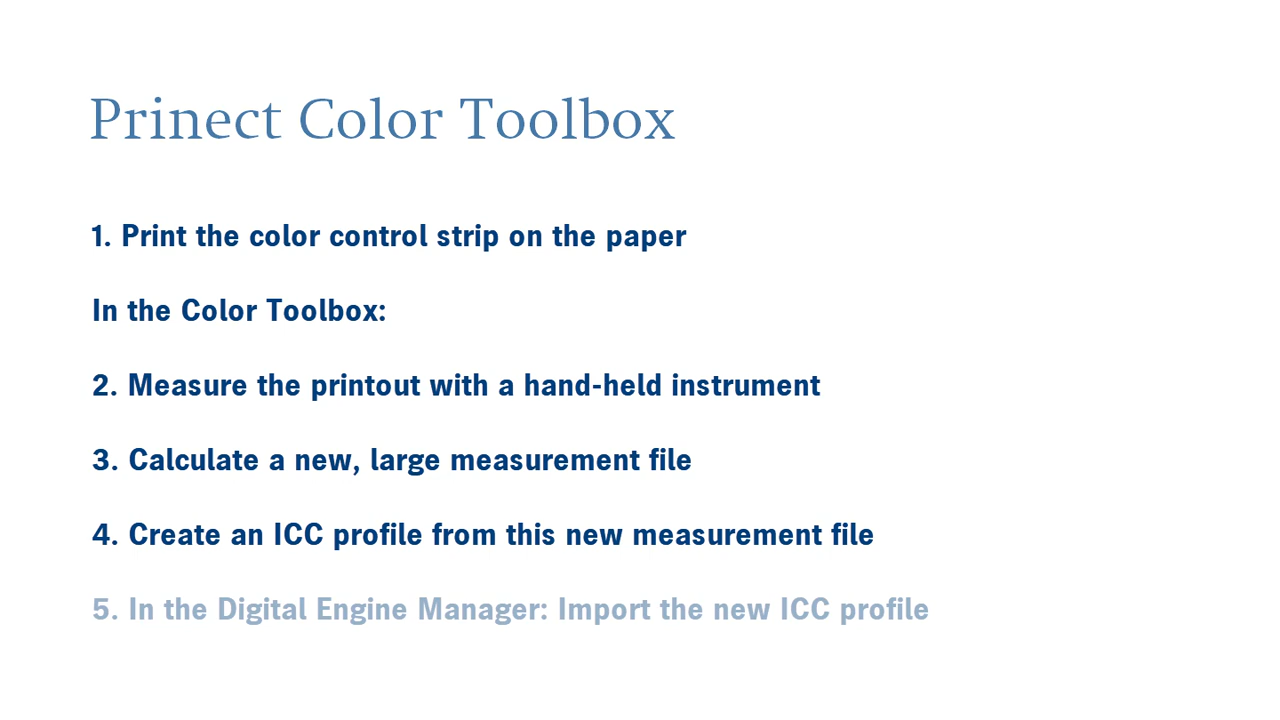 Prinect Color Toolbox
1. Print the color control strip on the paper
In the Color Toolbox:
2. Measure the printout with a hand-held instrument
3. Calculate a new, large measurement file
4. Create an ICC profile from this new measurement file
5. In the Digital Engine Manager: Import the new ICC profile